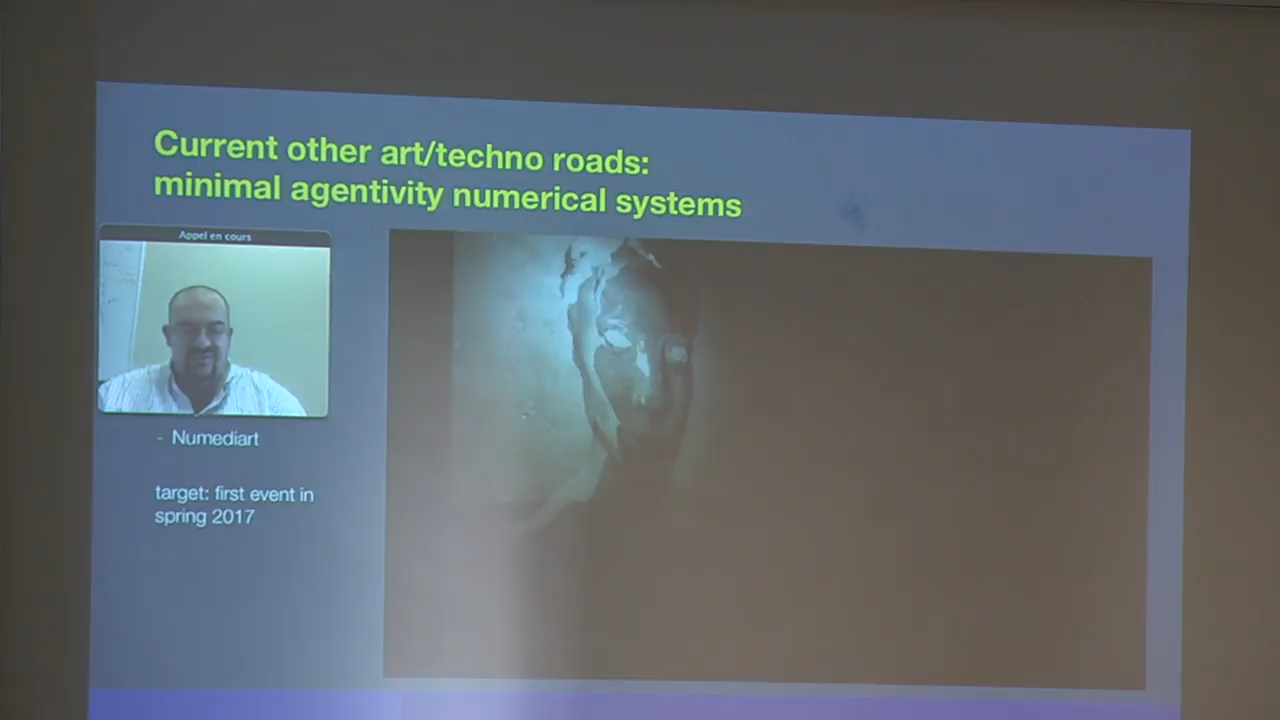 Current other art/techno roads:
minimal agentivity numerical systems
Appel en cours
- Numediart
target: first event in
spring 2017